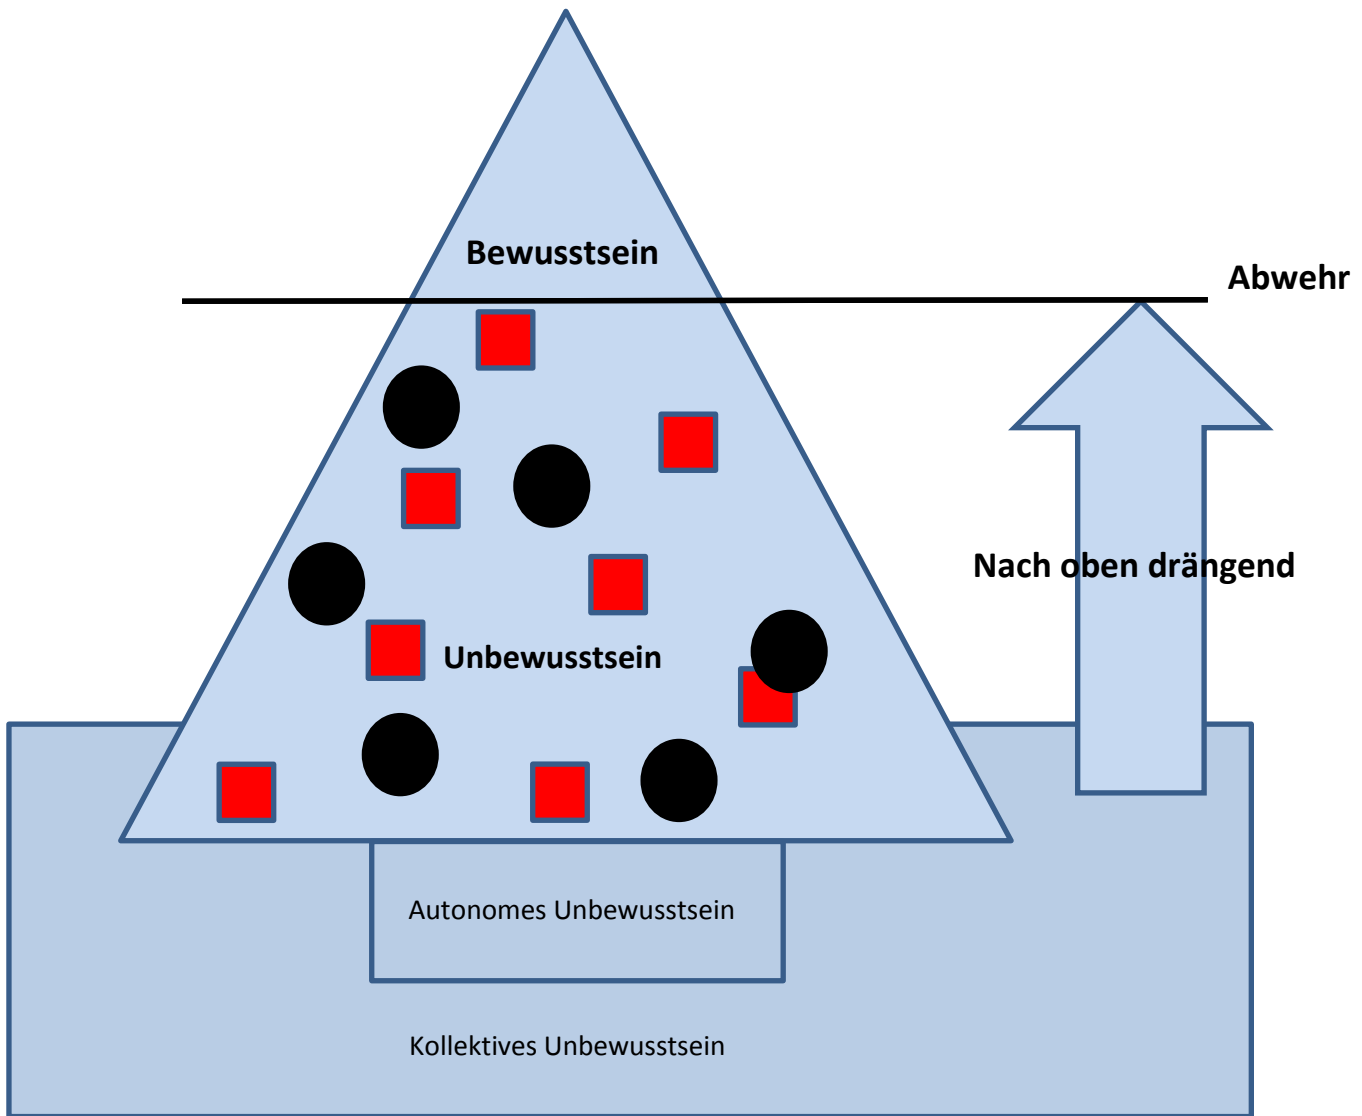 Bewusstsein
Abwehr
Nach oben drängend
Unbewusstsein
Autonomes Unbewusstsein
Kollektives Unbewusstsein